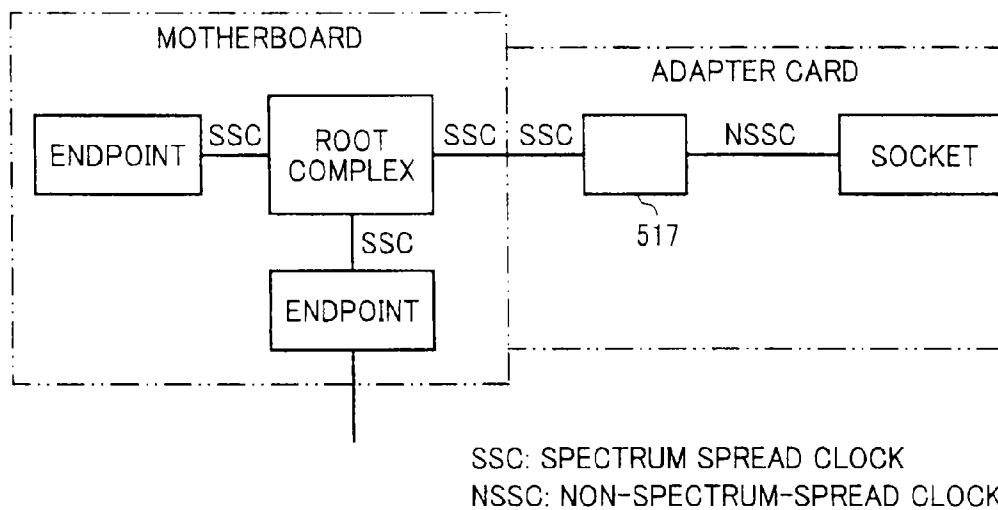 MOTHERBOARD
ADAPTER CARD
ENDPOINT
SSC
ROOT
COMPLEX
SSC
SSC
NSSC
SOCKET
517
SSC
ENDPOINT
SSC: SPECTRUM SPREAD CLOCK
NSSC: NON-SPECTRUM-SPREAD CLOCK